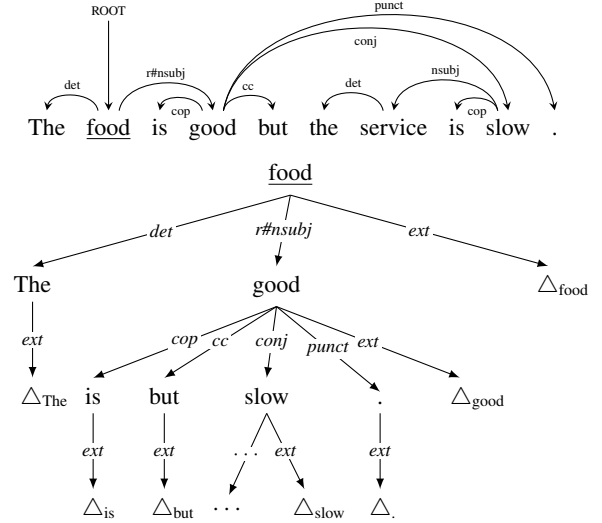 punct
ROOT
conj
det r#nsubj cc det nsubj
cop cop
The food is good but the service is slow .
food
det r#nsubj ext
The good △food
ext cop cc conj punct ext
△The is but slow . △good
ext ext ... ext ext
△is △but ... △slow △.